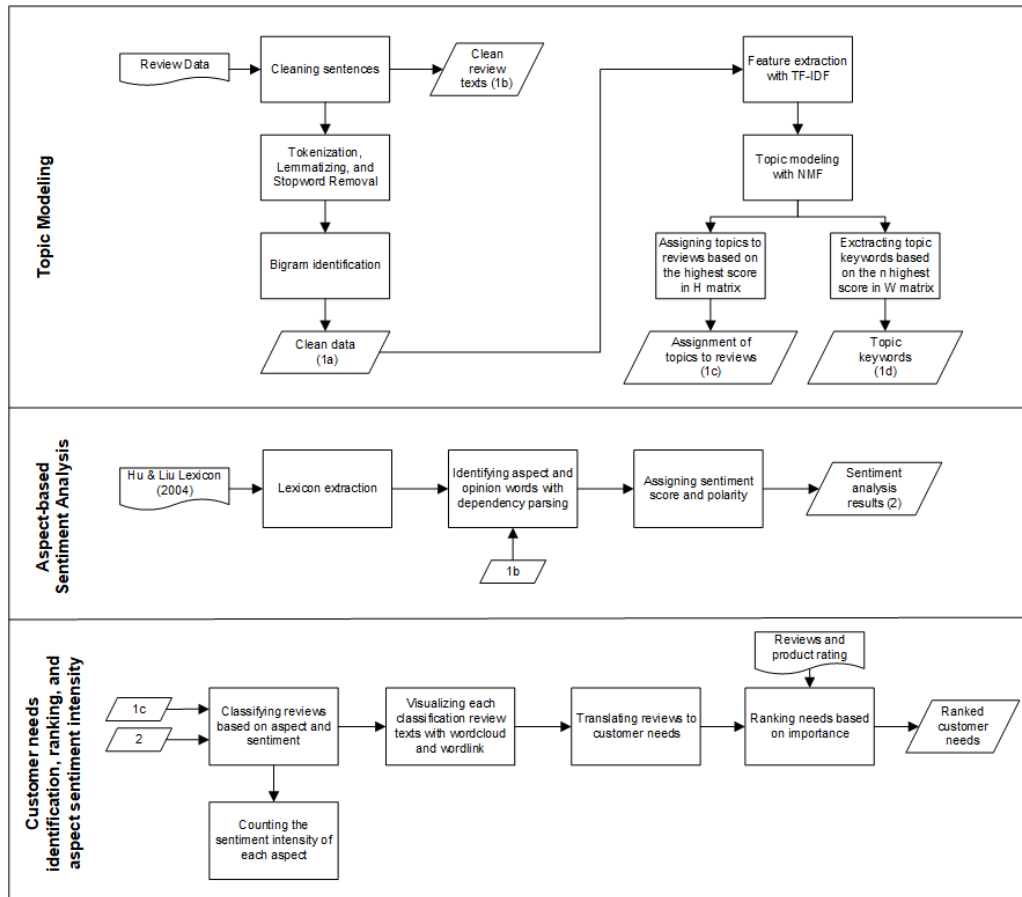 Topic Modeling
Review Data
Cleaning sentences
Clean
review
texts (1b)
Tokenization,
Lemmatizing, and
Stopword Removal
Bigram identification
Clean data
(1a)
Feature extraction
with TF-IDF
Topic modeling
with NMF
Assigning topics to
reviews based on
the highest score
in H matrix
Exctracting topic
keywords based
on the n highest
score in W matrix
Assignment of
topics to
reviews (1c)
Topic
keywords
(1d)
Aspect-based
Sentiment Analysis
Hu & Liu Lexicon
(2004)
Lexicon extraction
Identifying aspect and
opinion words with
dependency parsing
1b
Assigning sentiment
score and polarity
Sentiment
analysis
results (2)
Customer needs
identification, ranking, and
aspect sentiment intensity
1c
2
Classifying reviews
based on aspect and
sentiment
Counting the
sentiment intensity
of each aspect
Visualizing each
classification review
texts with wordcloud
and wordlink
Translating reviews to
customer needs
Reviews and
product rating
Ranking needs based
on importance
Ranked
customer
needs